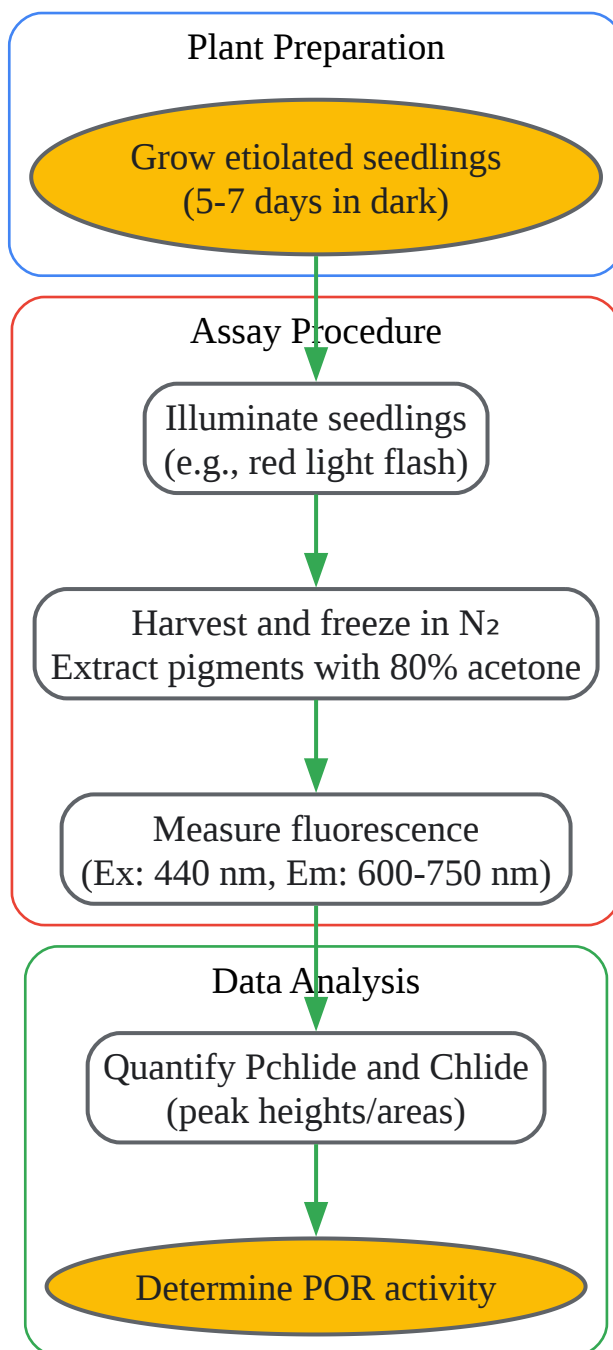 Plant Preparation
Grow etiolated seedlings
(5-7 days in dark)
Assay Procedure
Illuminate seedlings
(e.g., red light flash)
Harvest and freeze in N₂
Extract pigments with 80% acetone
Measure fluorescence
(Ex: 440 nm, Em: 600-750 nm)
Data Analysis
Quantify Pchlide and Chlide
(peak heights/areas)
Determine POR activity